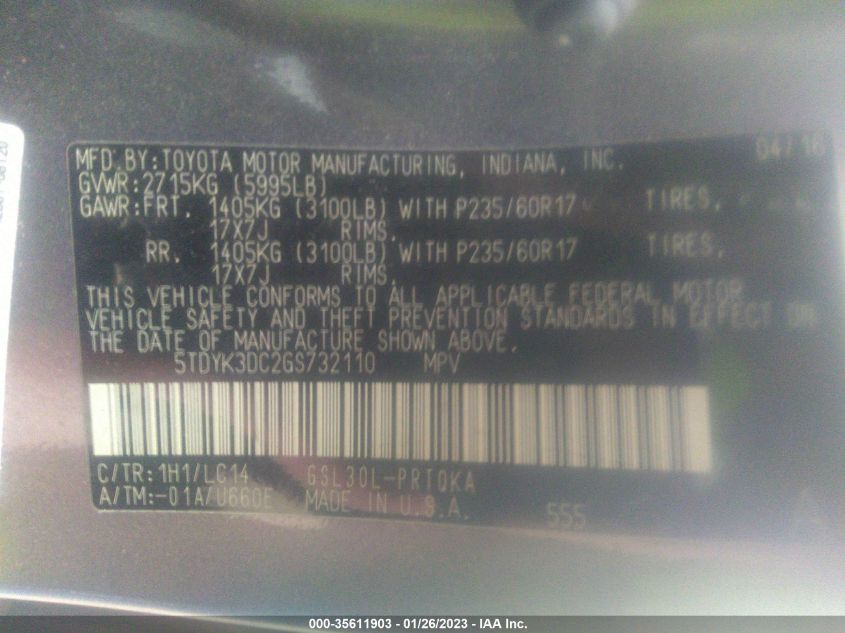 MFD.BY:TOYOTA MOTOR MANUFACTURING, INDIANA, INC. 04/16
GVWR:2715KG (5995LB)
GAWR:FRT. 1405KG (3100LB) WITH P235/60R17 TIRES,
17X7J RIMS,
RR. 1405KG (3100LB) WITH P235/60R17 TIRES,
17X7J RIMS.
THIS VEHICLE CONFORMS TO ALL APPLICABLE FEDERAL MOTOR
VEHICLE SAFETY AND THEFT PREVENTION STANDARDS IN EFFECT ON
THE DATE OF MANUFACTURE SHOWN ABOVE.
5TDYK3DC2GS732110 MPV
C/TR:1H1/LC14 GSL30L-PRTQKA
A/TM:-01A/U660E MADE IN U.S.A. 555
000-35611903 - 01/26/2023 - IAA Inc.